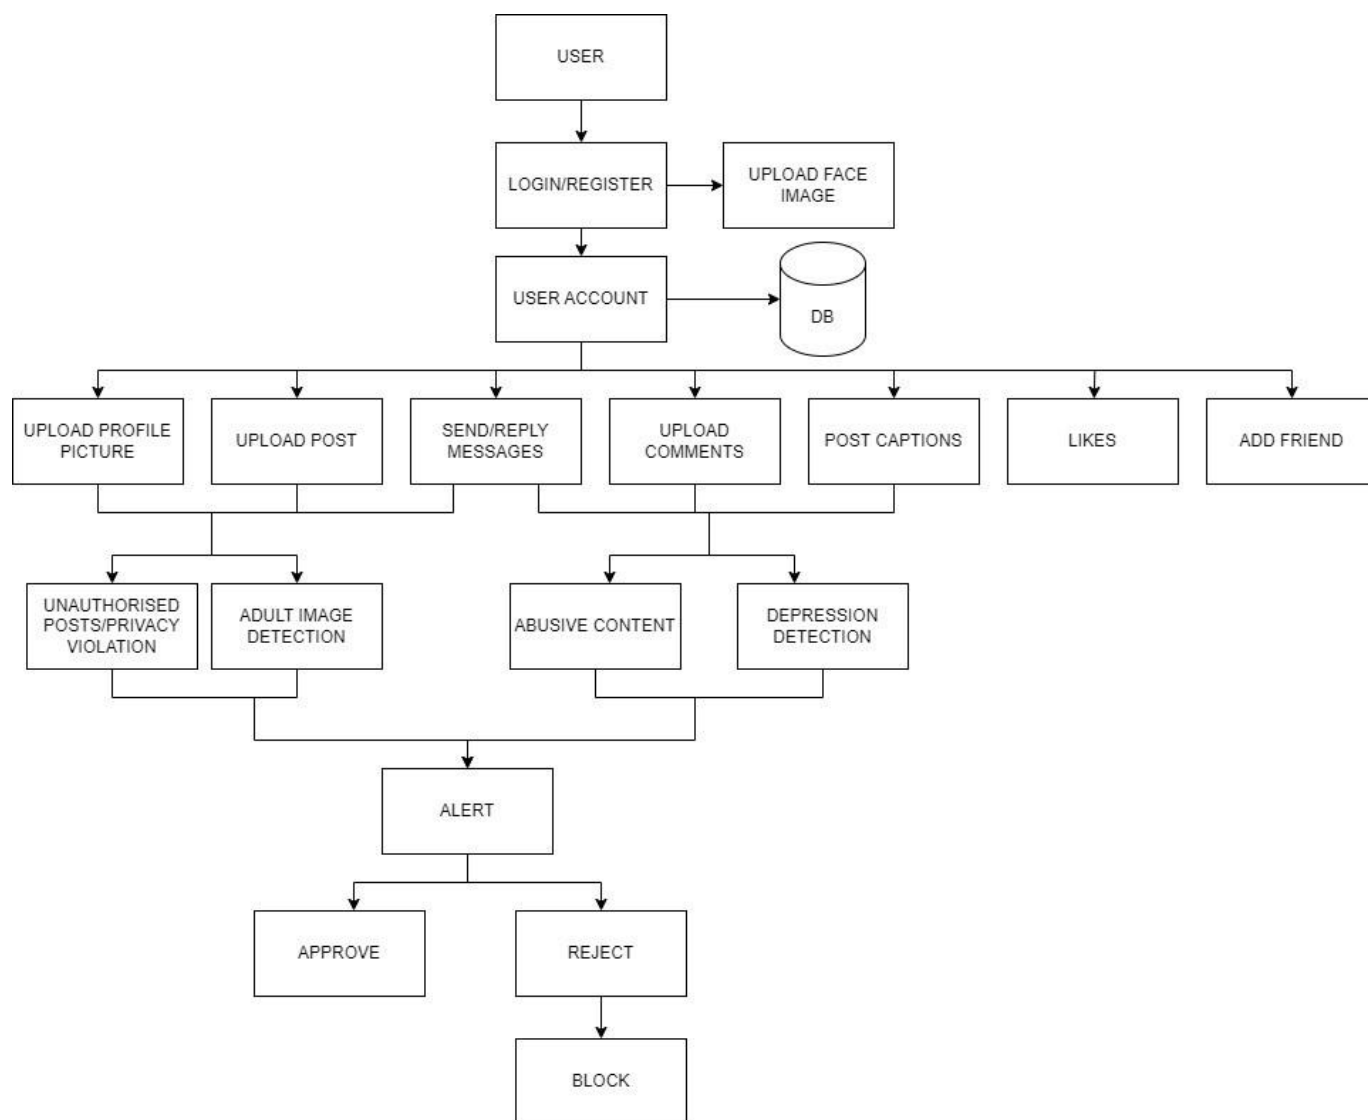 USER
LOGIN/REGISTER
UPLOAD FACE
IMAGE
USER ACCOUNT
DB
UPLOAD PROFILE
PICTURE
UPLOAD POST
SEND/REPLY
MESSAGES
UPLOAD
COMMENTS
POST CAPTIONS
LIKES
ADD FRIEND
UNAUTHORISED
POSTS/PRIVACY
VIOLATION
ADULT IMAGE
DETECTION
ABUSIVE CONTENT
DEPRESSION
DETECTION
ALERT
APPROVE
REJECT
BLOCK